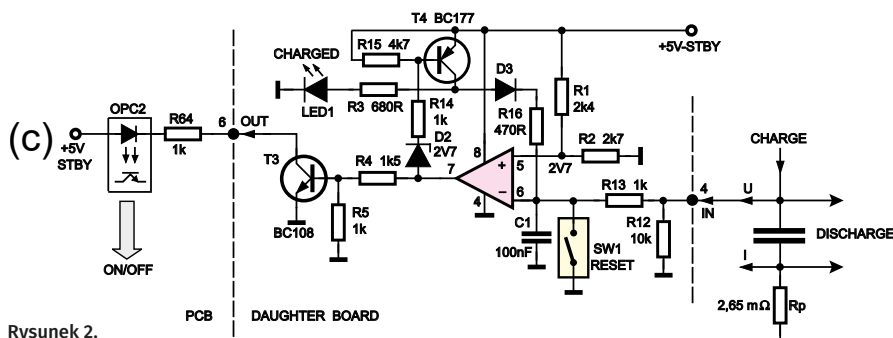 T4 BC177
R15 4k7
+5V-STBY
CHARGED
D3
LED1
R3 680R
R14
1k
R16
470R
R1
2k4
OPC2
R64
1k
6
OUT
(c)
+5V
STBY
D2
2V7
8
R2 2k7
CHARGE
T3
R4 1k5
7
+
5
2V7
−
6
R13 1k
4
IN
U
4
BC108
R5
1k
C1
100nF
SW1
RESET
R12
10k
DISCHARGE
I
ON/OFF
2,65 mΩ
Rp
PCB
DAUGHTER BOARD
Rysunek 2.